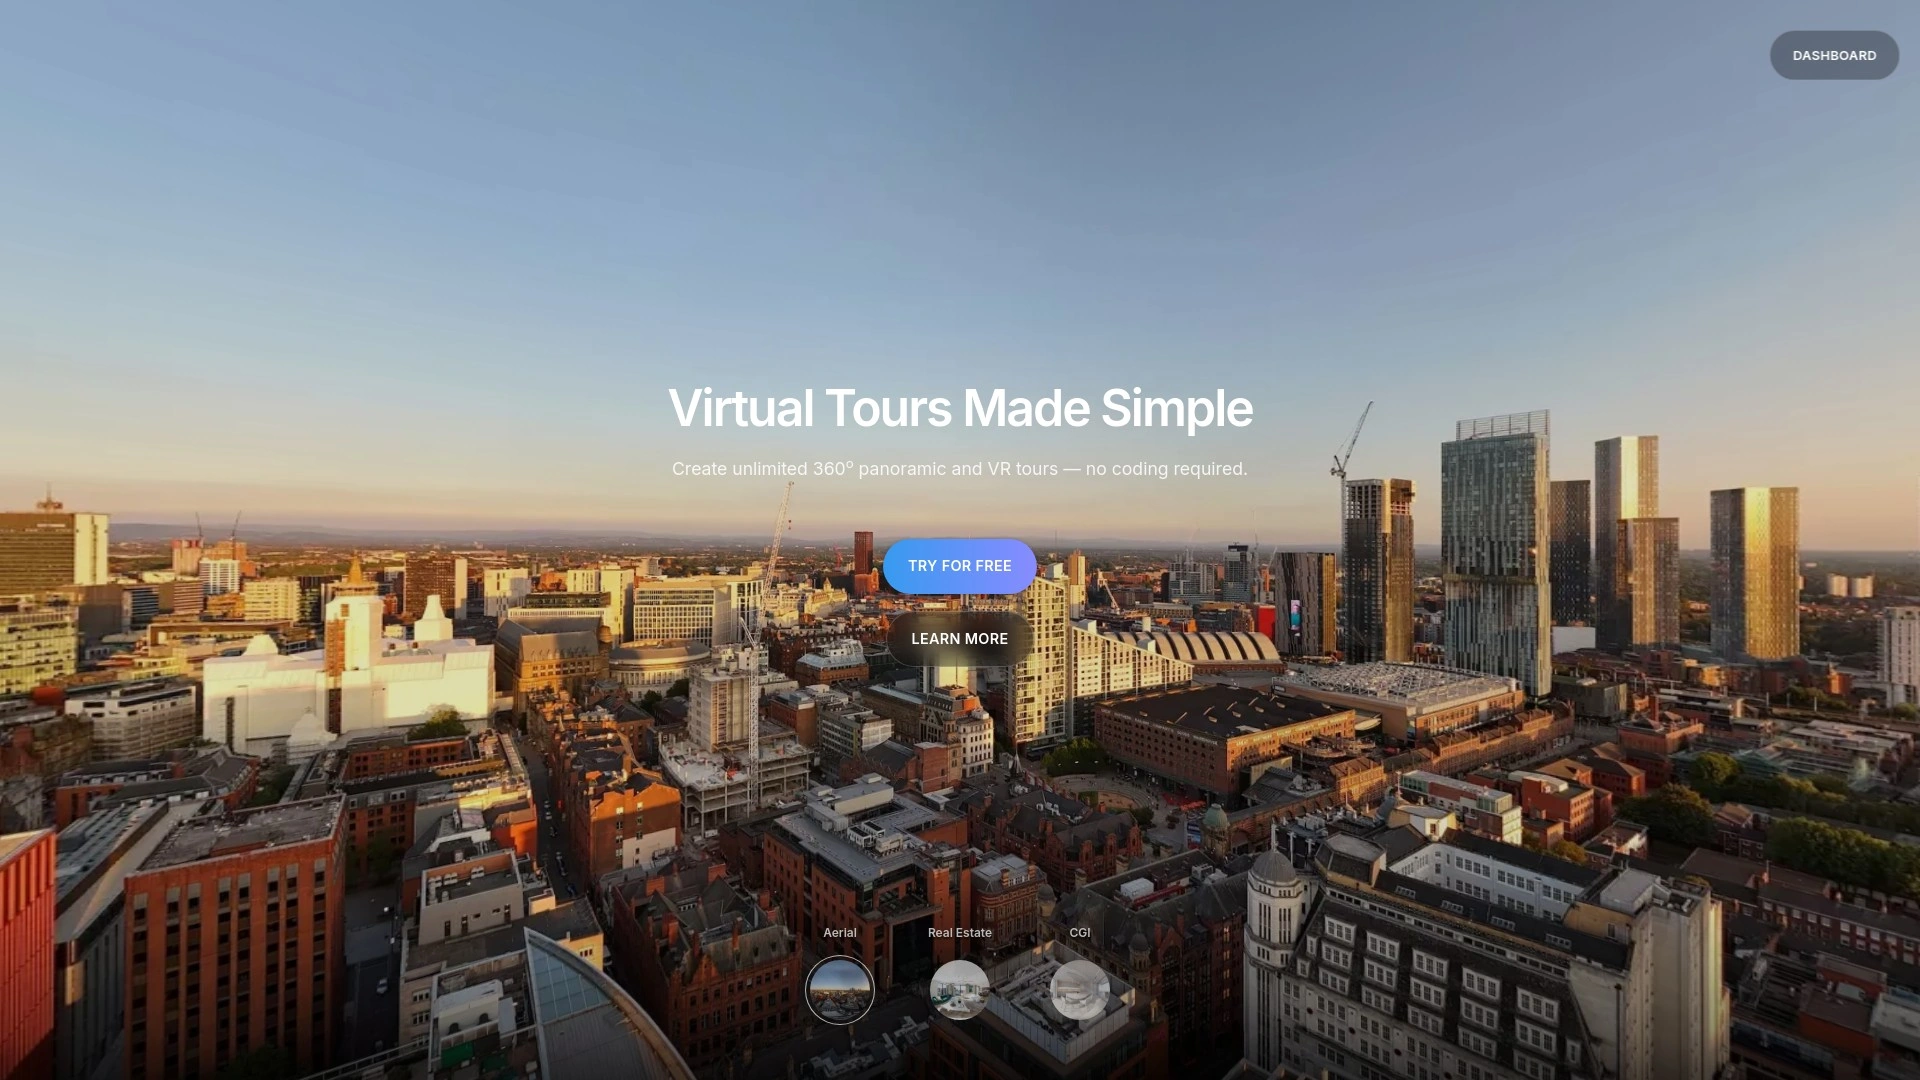 DASHBOARD
Virtual Tours Made Simple
Create unlimited 360º panoramic and VR tours — no coding required.
TRY FOR FREE
LEARN MORE
Aerial
Real Estate
CGI